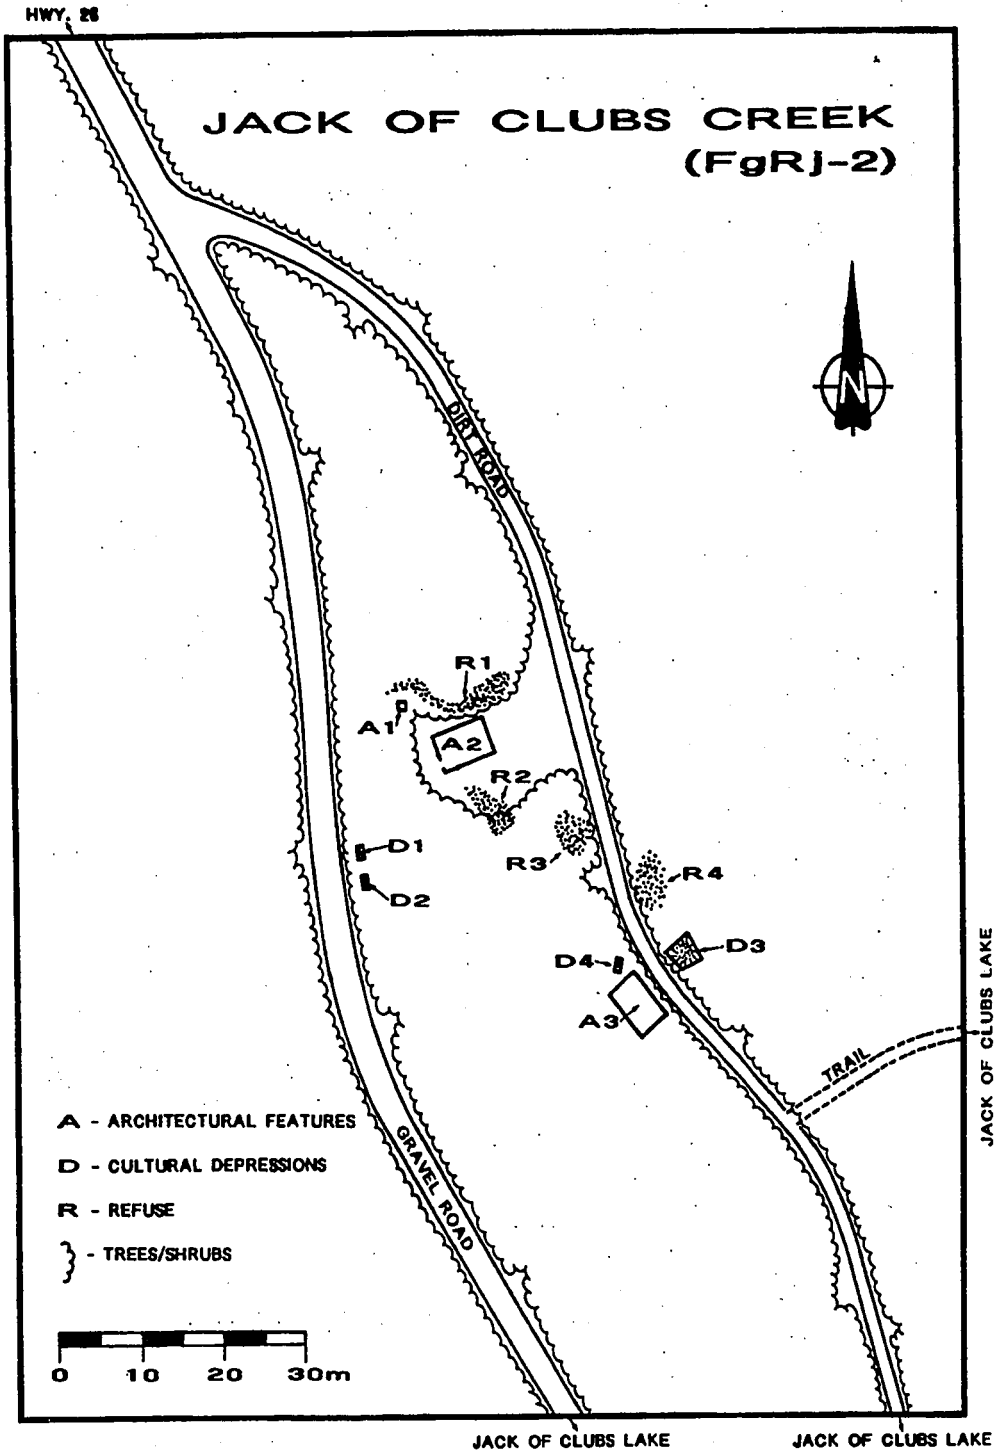 HWY. 26
JACK OF CLUBS CREEK
(FgRj-2)
N
DIRT ROAD
R1
A1
A2
R2
D1
R3
R4
D2
D3
D4
A3
JACK OF CLUBS LAKE
TRAIL
A - ARCHITECTURAL FEATURES
D - CULTURAL DEPRESSIONS
R - REFUSE
- TREES/SHRUBS
GRAVEL ROAD
0 10 20 30m
JACK OF CLUBS LAKE
JACK OF CLUBS LAKE